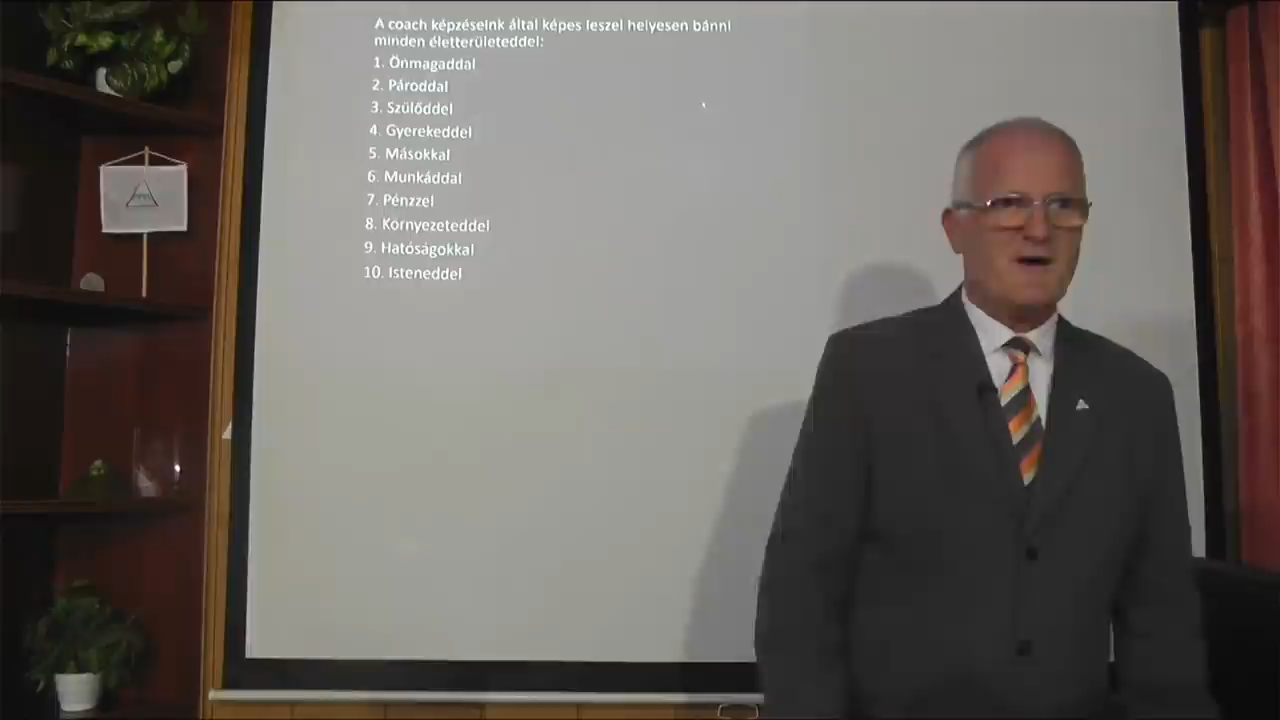 A coach képzéseink által képes leszel helyesen bánni
minden életterületeddel:
1. Önmagaddal
2. Pároddal
3. Szülőddel
4. Gyerekeddel
5. Másokkal
6. Munkáddal
7. Pénzzel
8. Környezeteddel
9. Hatóságokkal
10. Isteneddel